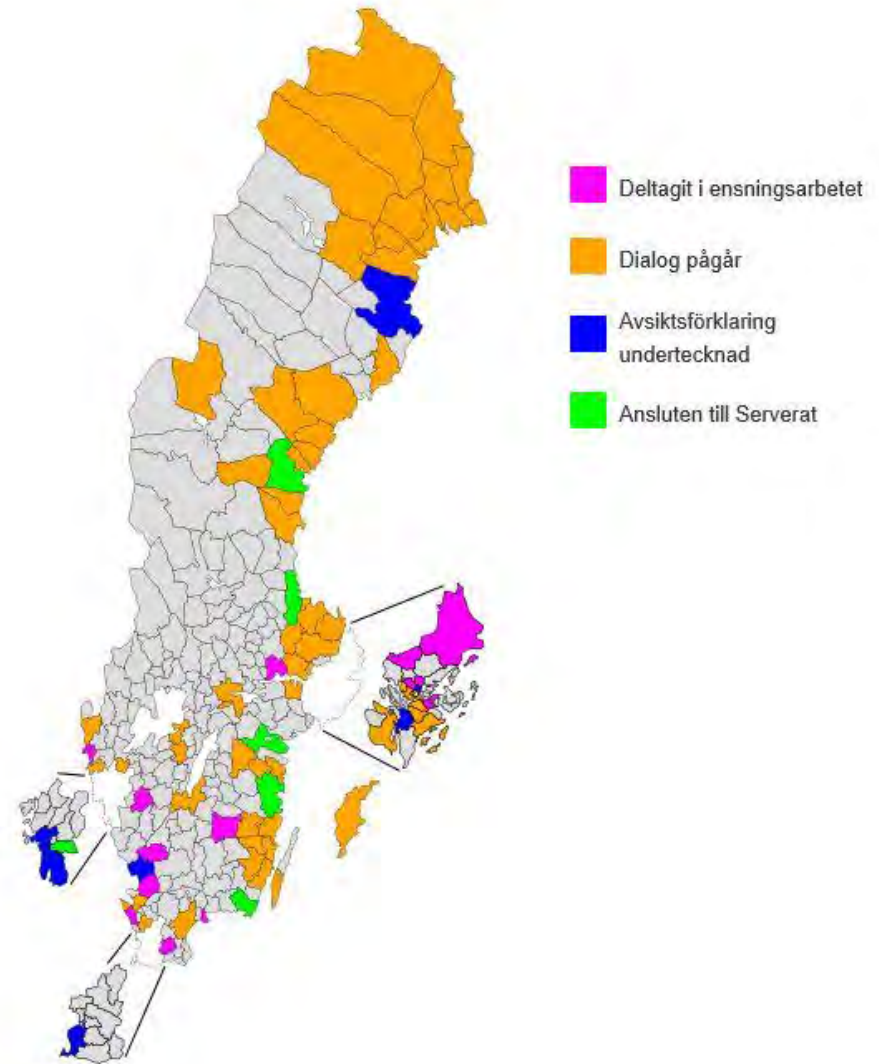 Deltagit i ensningsarbetet
Dialog pågår
Avsiktsförklaring
undertecknad
Ansluten till Serverat